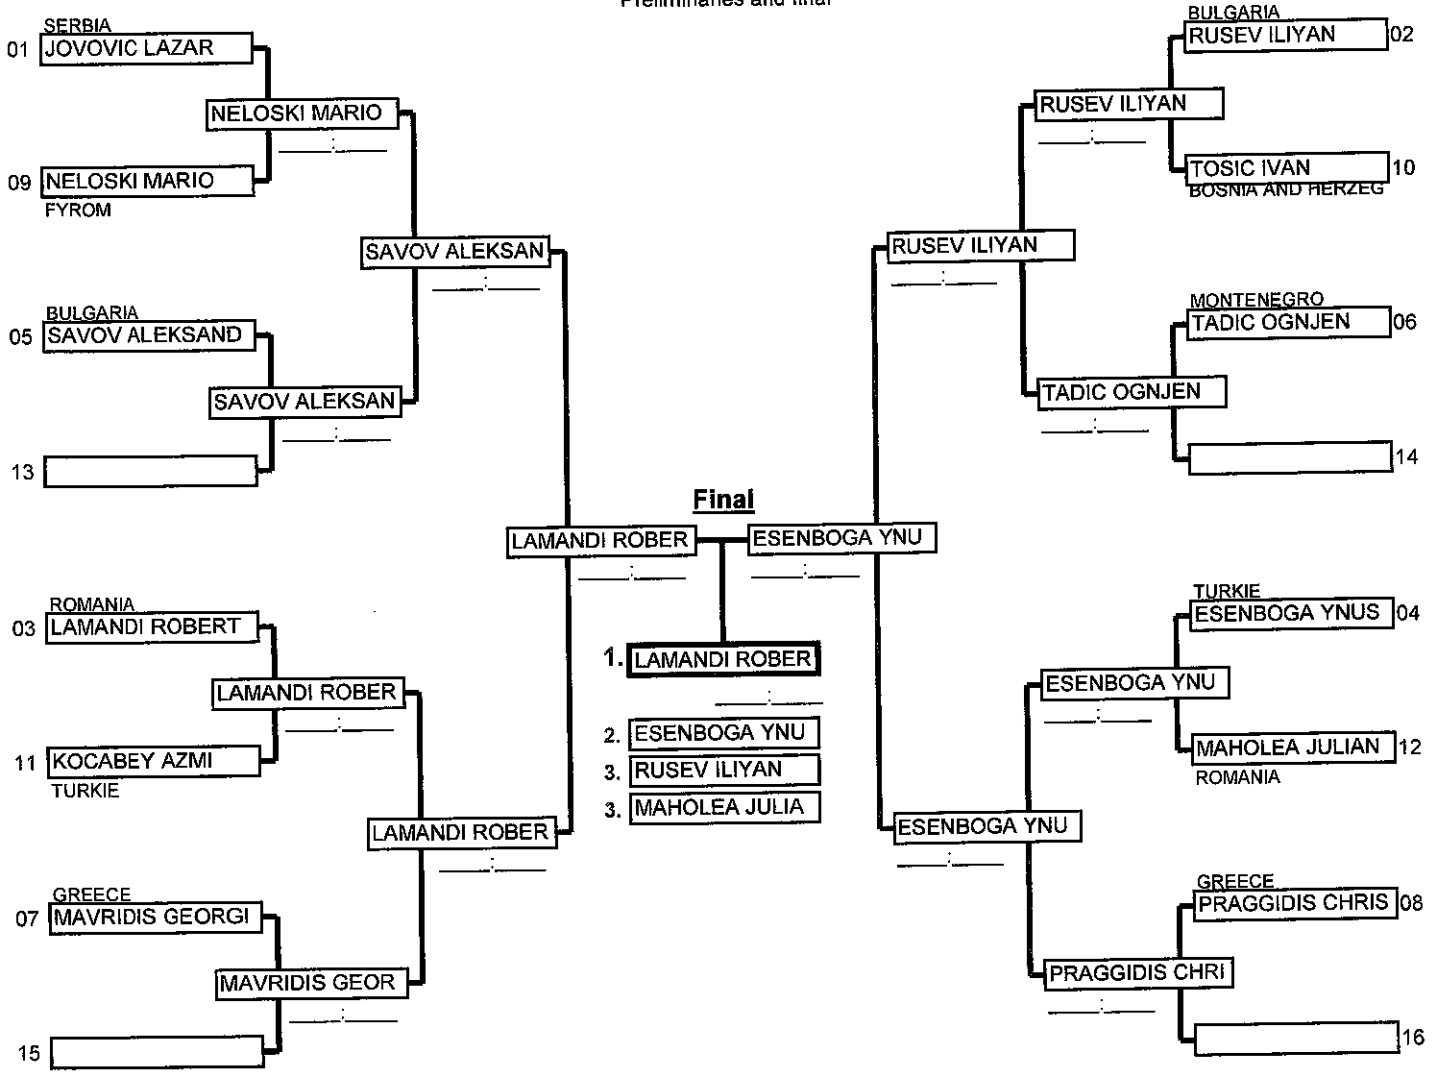 Preliminaries and final
SERBIA
01 JOVOVIC LAZAR
NELOSKI MARIO
09 NELOSKI MARIO
FYROM
SAVOV ALEKSAN
BULGARIA
05 SAVOV ALEKSAND
SAVOV ALEKSAN
13
LAMANDI ROBER
ROMANIA
03 LAMANDI ROBERT
LAMANDI ROBER
11 KOCABEY AZMI
TURKIE
LAMANDI ROBER
GREECE
07 MAVRIDIS GEORGI
MAVRIDIS GEOR
15
Final
1. LAMANDI ROBER
2. ESENBOGA YNU
3. RUSEV ILIYAN
3. MAHOLEA JULIA
BULGARIA
RUSEV ILIYAN 02
RUSEV ILIYAN
TOSIC IVAN 10
BOSNIA AND HERZEG
RUSEV ILIYAN
MONTENEGRO
TADIC OGNJEN 06
TADIC OGNJEN
14
ESENBOGA YNU
TURKIE
ESENBOGA YNUS 04
ESENBOGA YNU
MAHOLEA JULIAN 12
ROMANIA
ESENBOGA YNU
GREECE
PRAGGIDIS CHRIS 08
PRAGGIDIS CHRI
16